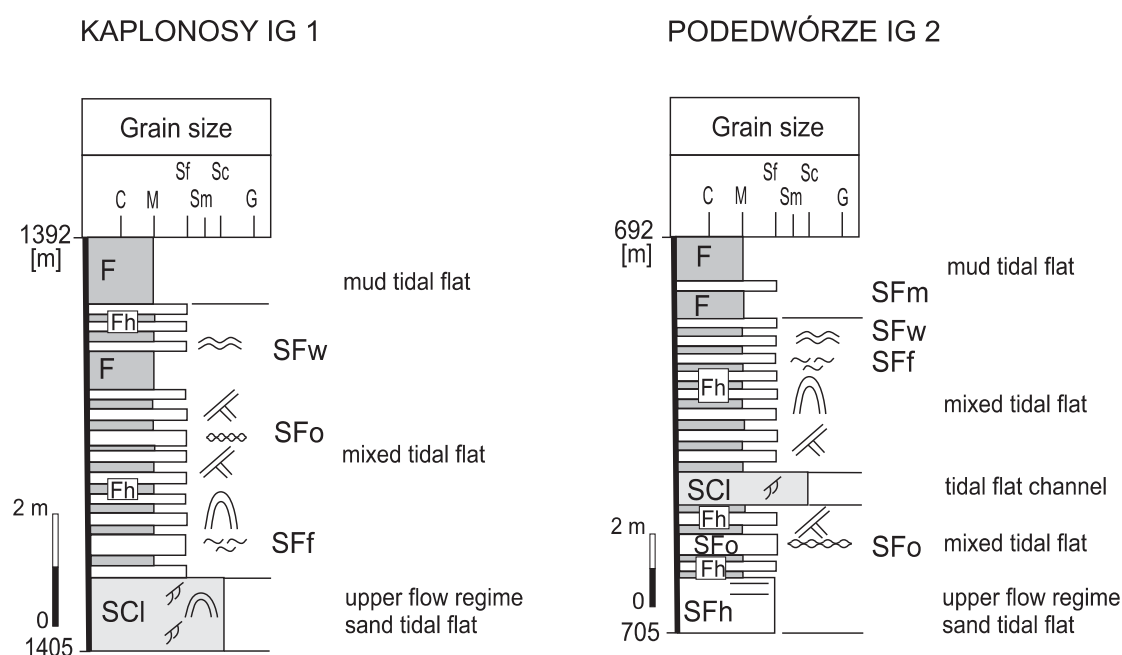 KAPLONOSY IG 1
Grain size
Sf Sc
C M Sm G
1392
[m]
F
mud tidal flat
Fh
SFw
F
SFo
mixed tidal flat
Fh
2 m
SFf
SCl
upper flow regime
sand tidal flat
0
1405
PODEDWÓRZE IG 2
Grain size
Sf Sc
C M Sm G
692
[m]
F
mud tidal flat
SFm
F
SFw
SFf
Fh
mixed tidal flat
SCl
tidal flat channel
Fh
2 m
SFo
SFo
mixed tidal flat
Fh
0
SFh
upper flow regime
sand tidal flat
705